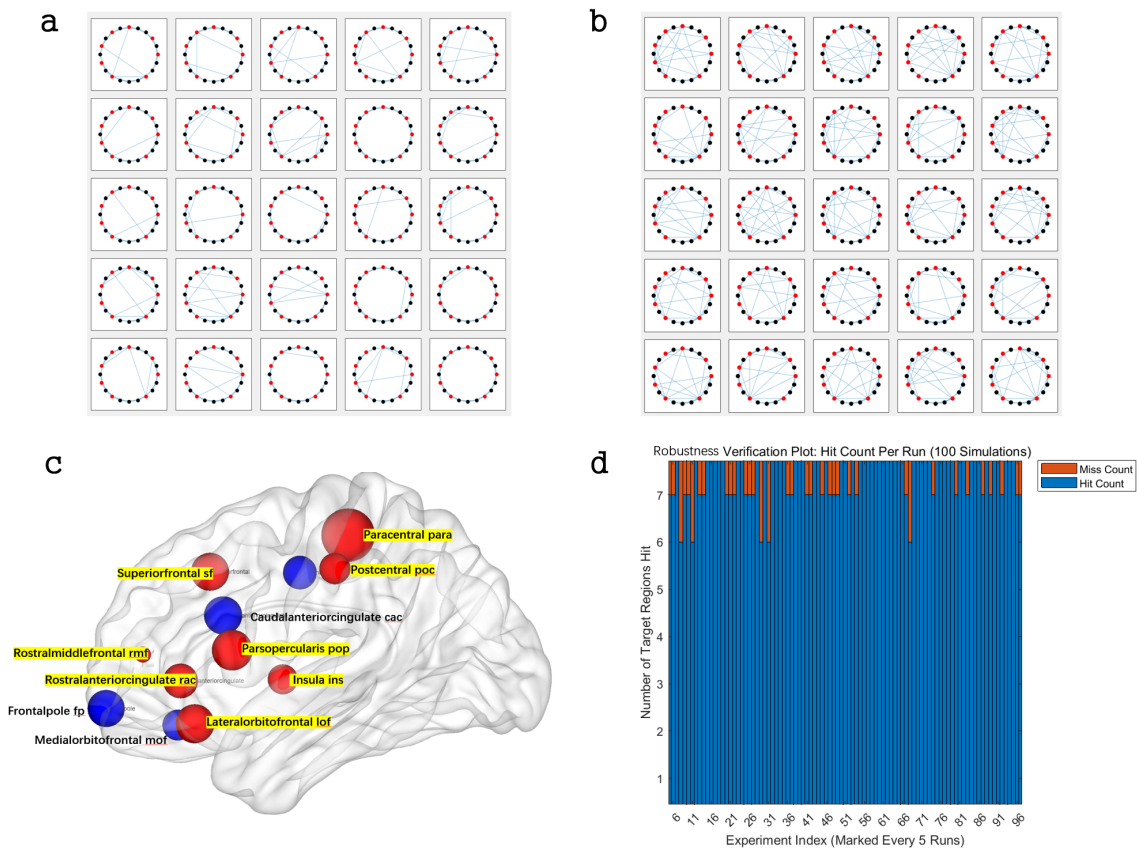 a
b
c
Paracentral para
Postcentral poc
Superiorfrontal sf
Caudalanteriorcingulate cac
Parsopercularis pop
Rostralmiddlefrontal rmf
Rostralanteriorcingulate rac
anteriorcingulate
Insula ins
Frontalpole fp
Lateralorbitofrontal lof
Medialorbitofrontal mof
d
Robustness Verification Plot: Hit Count Per Run (100 Simulations)
Miss Count
Hit Count
Number of Target Regions Hit
7
6
5
4
3
2
1
6 11 16 21 26 31 36 41 46 51 56 61 66 71 76 81 86 91 96
Experiment Index (Marked Every 5 Runs)